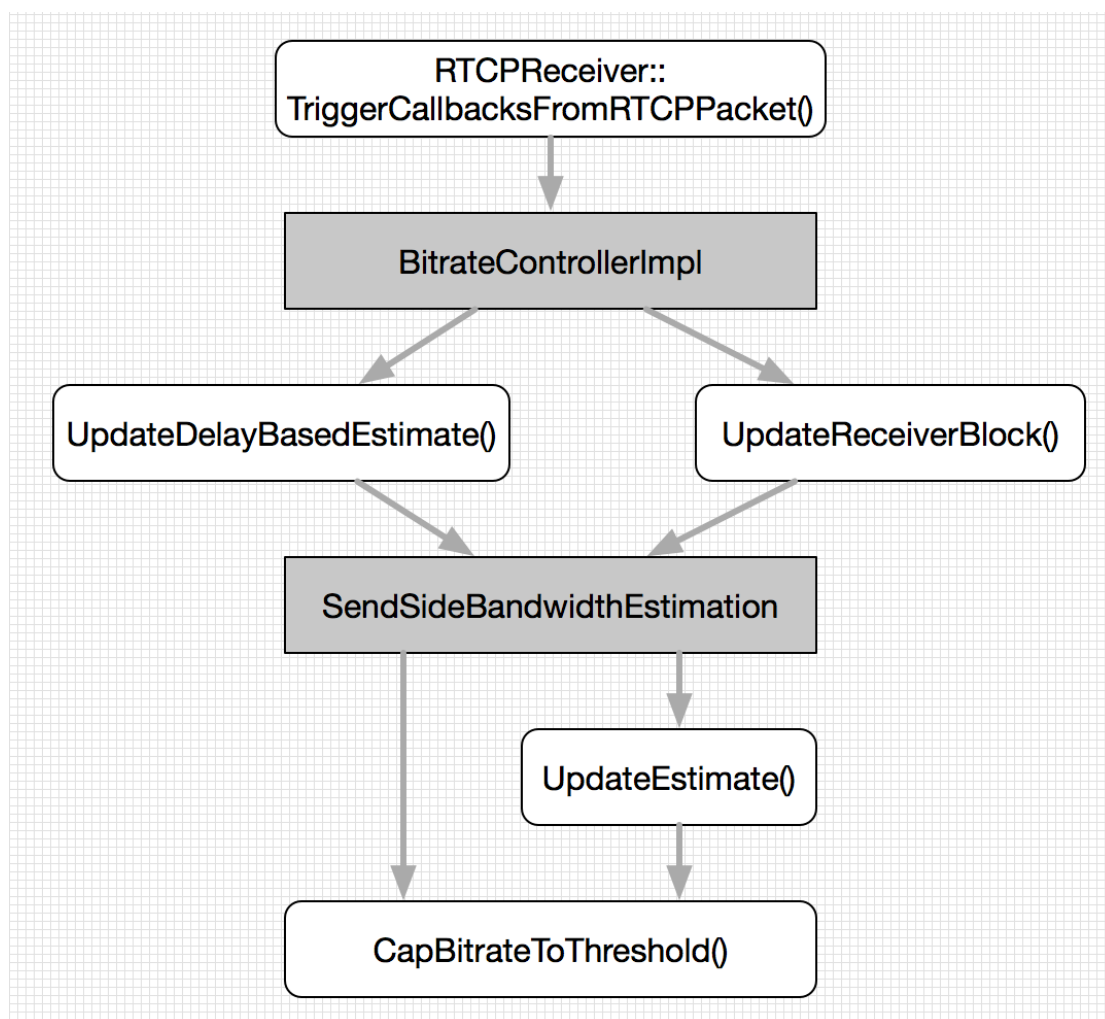 RTCPReceiver::
TriggerCallbacksFromRTCPPacket()
BitrateControllerImpl
UpdateDelayBasedEstimate()
UpdateReceiverBlock()
SendSideBandwidthEstimation
UpdateEstimate()
CapBitrateToThreshold()